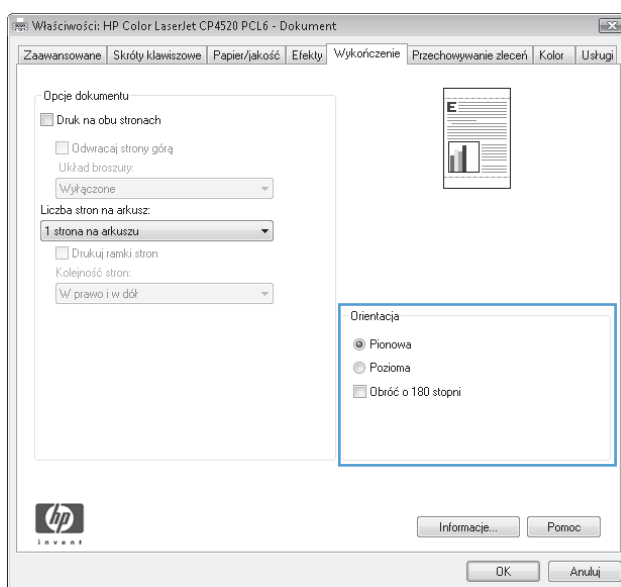 Właściwości: HP Color LaserJet CP4520 PCL6 - Dokument
Zaawansowane Skróty klawiszowe Papier/jakość Efekty Wykończenie Przechowywanie zleceń Kolor Usługi
Opcje dokumentu
Druk na obu stronach
Odwracaj strony górą
Układ broszury:
Wyłączone
Liczba stron na arkusz:
1 strona na arkuszu
Drukuj ramki stron
Kolejność stron:
W prawo i w dół
E
Orientacja
Pionowa
Pozioma
Obróć o 180 stopni
hp
invent
Informacje... Pomoc
OK Anuluj